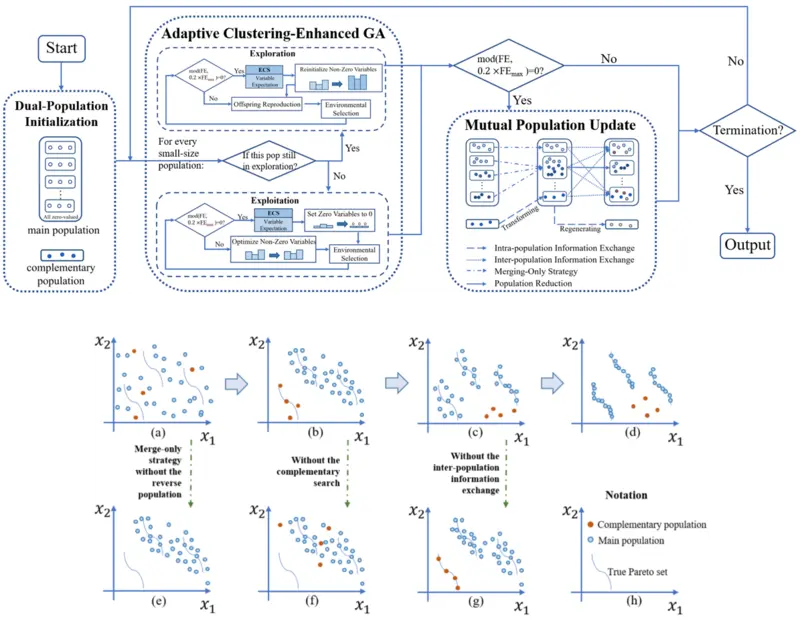 Start
Dual-Population
Initialization
All zero-valued
main population
complementary
population
Adaptive Clustering-Enhanced GA
Exploration
mod(FE,
0.2 ×FEmax )=0?
Yes
ECS
Variable
Expectation
Reinitialize Non-Zero Variables
No
Offspring Reproduction
Environmental
Selection
For every
small-size
population:
If this pop still
in exploration?
Yes
No
Exploitation
mod(FE,
0.2 ×FEmax )=0?
Yes
ECS
Variable
Expectation
Set Zero Variables to 0
No
Optimize Non-Zero Variables
Environmental
Selection
mod(FE,
0.2 ×FEmax )=0?
No
Yes
Mutual Population Update
Transforming
Regenerating
Intra-population Information Exchange
Inter-population Information Exchange
Merging-Only Strategy
Population Reduction
No
Termination?
Yes
Output
x2
(a)
x1
x2
(b)
x1
x2
(c)
x1
x2
(d)
x1
Merge-only
strategy
without the
reverse
population
Without the
complementary
search
Without the
inter-population
information
exchange
x2
(e)
x1
x2
(f)
x1
x2
(g)
x1
Notation
Complementary population
Main population
True Pareto set
(h)